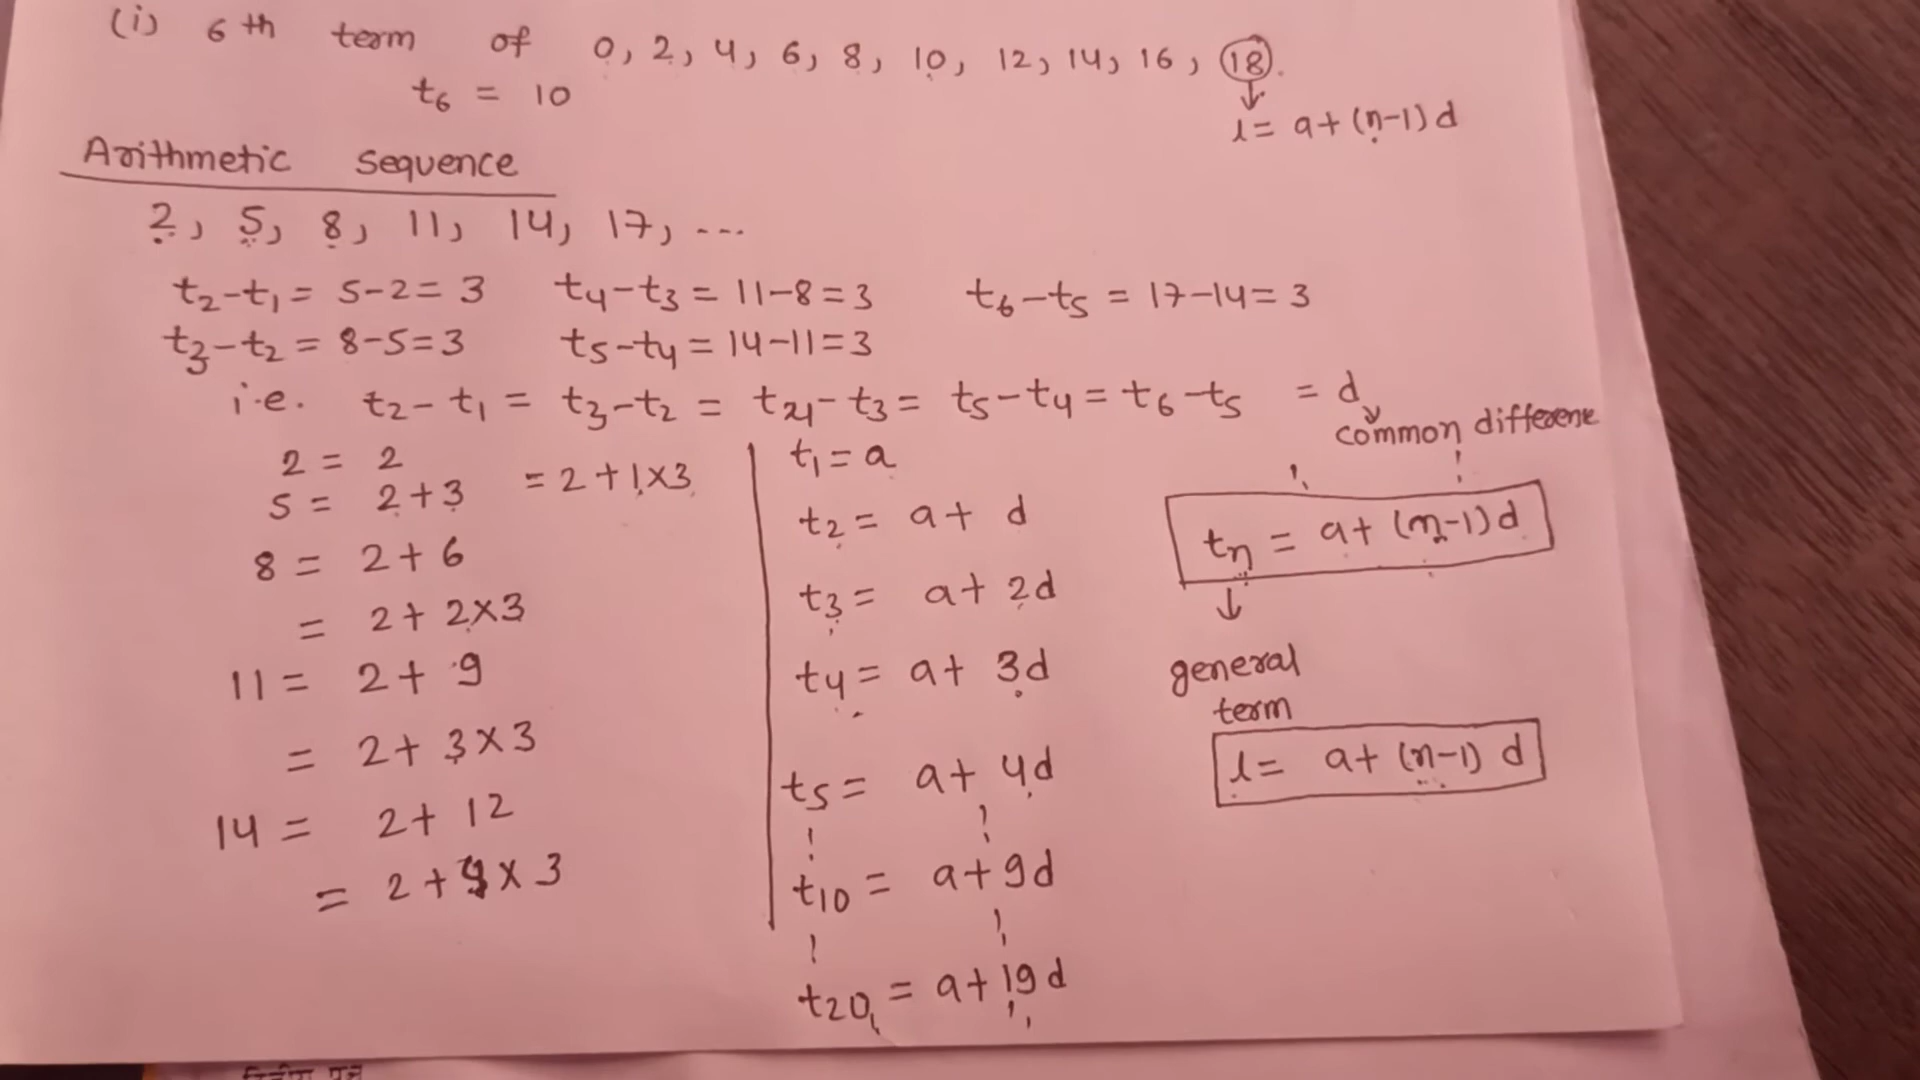 (i) 6th term of 0, 2, 4, 6, 8, 10, 12, 14, 16, 18.
t6 = 10
↓
l = a+(n-1)d
Arithmetic sequence
2, 5, 8, 11, 14, 17, ...
t2-t1 = 5-2 = 3 t4-t3 = 11-8 = 3 t6-t5 = 17-14 = 3
t3-t2 = 8-5 = 3 t5-t4 = 14-11 = 3
i.e. t2-t1 = t3-t2 = t4-t3 = t5-t4 = t6-t5 = d
common difference
2 = 2
5 = 2+3 = 2+1×3
8 = 2+6
= 2+2×3
11 = 2+9
= 2+3×3
14 = 2+12
= 2+4×3
t1 = a
t2 = a+d
t3 = a+2d
t4 = a+3d
t5 = a+4d
t10 = a+9d
t20 = a+19d
tn = a+(n-1)d
↓
general
term
l = a+(n-1)d